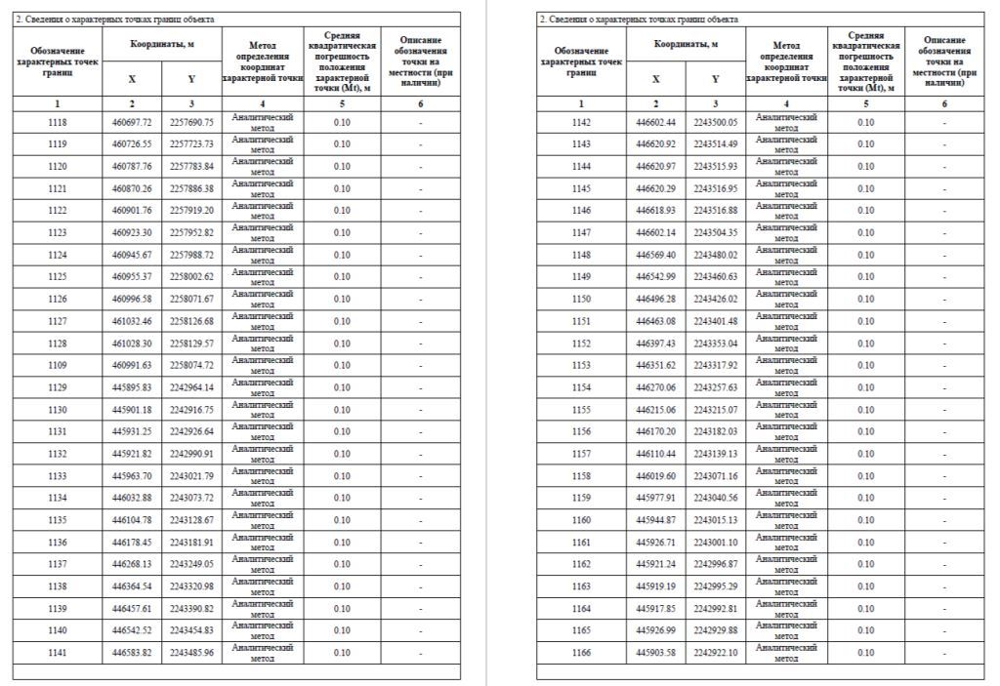 2. Сведения о характерных точках границ объекта
Обозначение характерных точек границ | Координаты, м | Метод определения координат характерной точки | Средняя квадратическая погрешность положения характерной точки (Mt), м | Описание обозначения точки на местности (при наличии)
X | Y
1 | 2 | 3 | 4 | 5 | 6
1118 | 460697.72 | 2257690.75 | Аналитический метод | 0.10 | -
1119 | 460726.55 | 2257723.73 | Аналитический метод | 0.10 | -
1120 | 460787.76 | 2257783.84 | Аналитический метод | 0.10 | -
1121 | 460870.26 | 2257886.38 | Аналитический метод | 0.10 | -
1122 | 460901.76 | 2257919.20 | Аналитический метод | 0.10 | -
1123 | 460923.30 | 2257952.82 | Аналитический метод | 0.10 | -
1124 | 460945.67 | 2257988.72 | Аналитический метод | 0.10 | -
1125 | 460955.37 | 2258002.62 | Аналитический метод | 0.10 | -
1126 | 460996.58 | 2258071.67 | Аналитический метод | 0.10 | -
1127 | 461032.46 | 2258126.68 | Аналитический метод | 0.10 | -
1128 | 461028.30 | 2258129.57 | Аналитический метод | 0.10 | -
1109 | 460991.63 | 2258074.72 | Аналитический метод | 0.10 | -
1129 | 445895.83 | 2242964.14 | Аналитический метод | 0.10 | -
1130 | 445901.18 | 2242916.75 | Аналитический метод | 0.10 | -
1131 | 445931.25 | 2242926.64 | Аналитический метод | 0.10 | -
1132 | 445921.82 | 2242990.91 | Аналитический метод | 0.10 | -
1133 | 445963.70 | 2243021.79 | Аналитический метод | 0.10 | -
1134 | 446032.88 | 2243073.72 | Аналитический метод | 0.10 | -
1135 | 446104.78 | 2243128.67 | Аналитический метод | 0.10 | -
1136 | 446178.45 | 2243181.91 | Аналитический метод | 0.10 | -
1137 | 446268.13 | 2243249.05 | Аналитический метод | 0.10 | -
1138 | 446364.54 | 2243320.98 | Аналитический метод | 0.10 | -
1139 | 446457.61 | 2243390.82 | Аналитический метод | 0.10 | -
1140 | 446542.52 | 2243454.83 | Аналитический метод | 0.10 | -
1141 | 446583.82 | 2243485.96 | Аналитический метод | 0.10 | -
2. Сведения о характерных точках границ объекта
Обозначение характерных точек границ | Координаты, м | Метод определения координат характерной точки | Средняя квадратическая погрешность положения характерной точки (Mt), м | Описание обозначения точки на местности (при наличии)
X | Y
1 | 2 | 3 | 4 | 5 | 6
1142 | 446602.44 | 2243500.05 | Аналитический метод | 0.10 | -
1143 | 446620.92 | 2243514.49 | Аналитический метод | 0.10 | -
1144 | 446620.97 | 2243515.93 | Аналитический метод | 0.10 | -
1145 | 446620.29 | 2243516.95 | Аналитический метод | 0.10 | -
1146 | 446618.93 | 2243516.88 | Аналитический метод | 0.10 | -
1147 | 446602.14 | 2243504.35 | Аналитический метод | 0.10 | -
1148 | 446569.40 | 2243480.02 | Аналитический метод | 0.10 | -
1149 | 446542.99 | 2243460.63 | Аналитический метод | 0.10 | -
1150 | 446496.28 | 2243426.02 | Аналитический метод | 0.10 | -
1151 | 446463.08 | 2243401.48 | Аналитический метод | 0.10 | -
1152 | 446397.43 | 2243353.04 | Аналитический метод | 0.10 | -
1153 | 446351.62 | 2243317.92 | Аналитический метод | 0.10 | -
1154 | 446270.06 | 2243257.63 | Аналитический метод | 0.10 | -
1155 | 446215.06 | 2243215.07 | Аналитический метод | 0.10 | -
1156 | 446170.20 | 2243182.03 | Аналитический метод | 0.10 | -
1157 | 446110.44 | 2243139.13 | Аналитический метод | 0.10 | -
1158 | 446019.60 | 2243071.16 | Аналитический метод | 0.10 | -
1159 | 445977.91 | 2243040.56 | Аналитический метод | 0.10 | -
1160 | 445944.87 | 2243015.13 | Аналитический метод | 0.10 | -
1161 | 445926.71 | 2243001.10 | Аналитический метод | 0.10 | -
1162 | 445921.24 | 2242996.87 | Аналитический метод | 0.10 | -
1163 | 445919.19 | 2242995.29 | Аналитический метод | 0.10 | -
1164 | 445917.85 | 2242992.81 | Аналитический метод | 0.10 | -
1165 | 445926.99 | 2242929.88 | Аналитический метод | 0.10 | -
1166 | 445903.58 | 2242922.10 | Аналитический метод | 0.10 | -